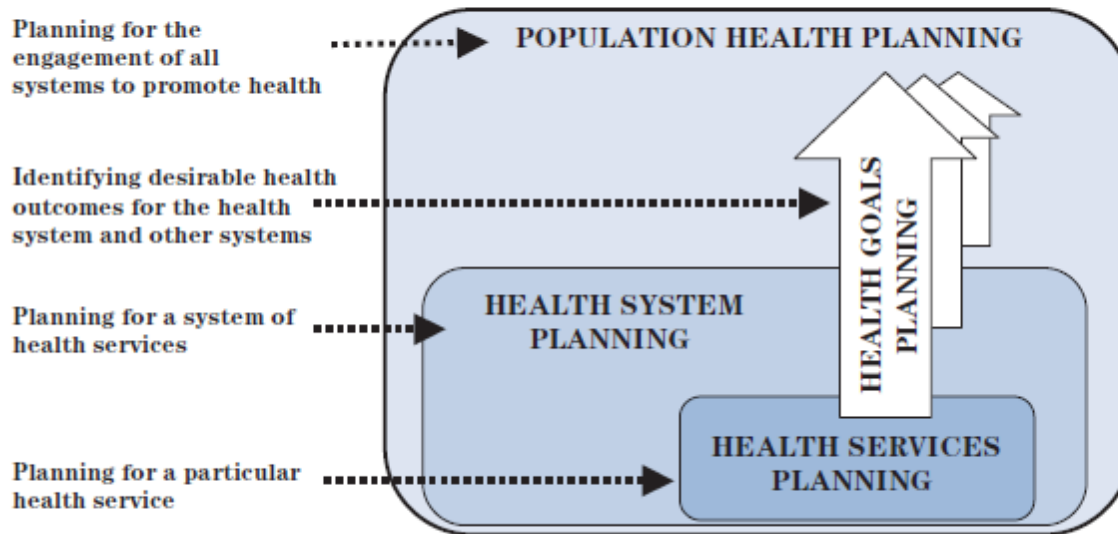 Planning for the
engagement of all
systems to promote health
POPULATION HEALTH PLANNING
Identifying desirable health
outcomes for the health
system and other systems
HEALTH GOALS
PLANNING
Planning for a system of
health services
HEALTH SYSTEM
PLANNING
Planning for a particular
health service
HEALTH SERVICES
PLANNING